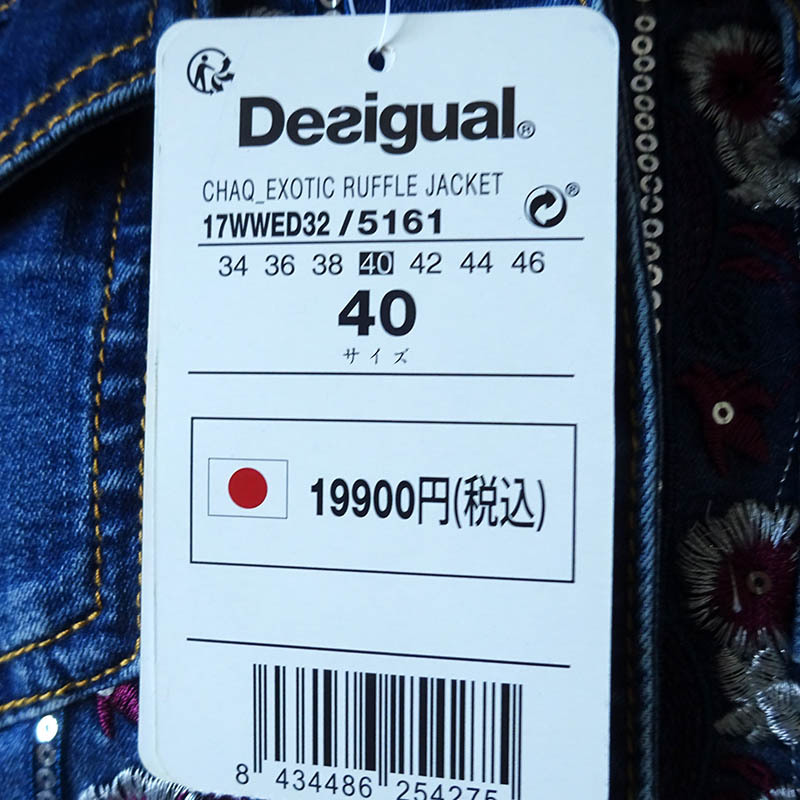 Desigual®
CHAQ_EXOTIC RUFFLE JACKET
17WWED32 /5161
®
34 36 38 40 42 44 46
40
サイズ
19900円(税込)
8 434486 254275